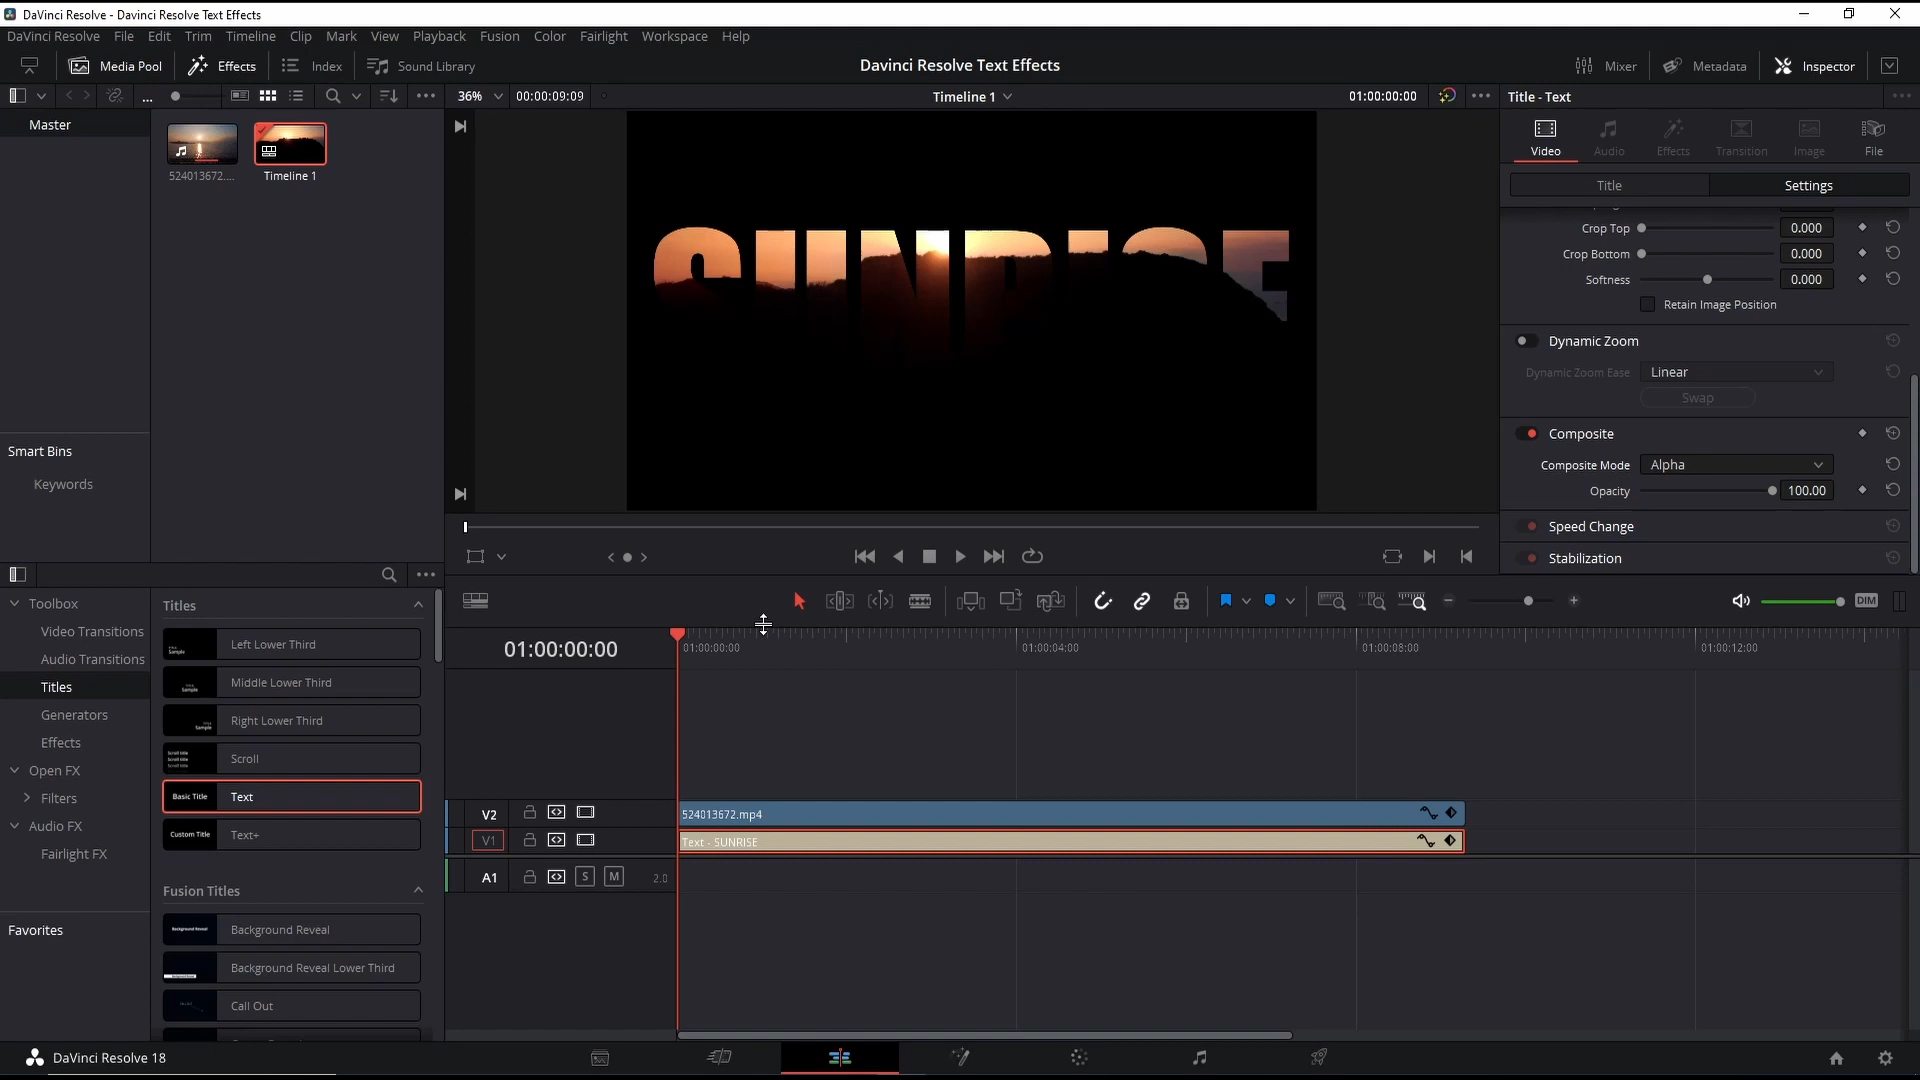 DaVinci Resolve - Davinci Resolve Text Effects
DaVinci Resolve File Edit Trim Timeline Clip Mark View Playback Fusion Color Fairlight Workspace Help
Media Pool Effects Index Sound Library
Davinci Resolve Text Effects
Mixer Metadata Inspector
36% 00:00:09:09 Timeline 1 01:00:00:00
Title - Text
Master
524013672....
Timeline 1
SUNRISE
Video Audio Effects Transition Image File
Title Settings
Crop Top 0.000
Crop Bottom 0.000
Softness 0.000
Retain Image Position
Dynamic Zoom
Dynamic Zoom Ease Linear
Swap
Composite
Composite Mode Alpha
Opacity 100.00
Speed Change
Stabilization
Smart Bins
Keywords
Toolbox
Video Transitions
Audio Transitions
Titles
Generators
Effects
Open FX
Filters
Audio FX
Fairlight FX
Favorites
Titles
Left Lower Third
Middle Lower Third
Right Lower Third
Scroll
Basic Title Text
Custom Title Text+
Fusion Titles
Background Reveal
Background Reveal Lower Third
Call Out
DIM
01:00:00:00
01:00:00:00 01:00:04:00 01:00:08:00 01:00:12:00
V2 524013672.mp4
V1 Text - SUNRISE
A1 S M 2.0
DaVinci Resolve 18